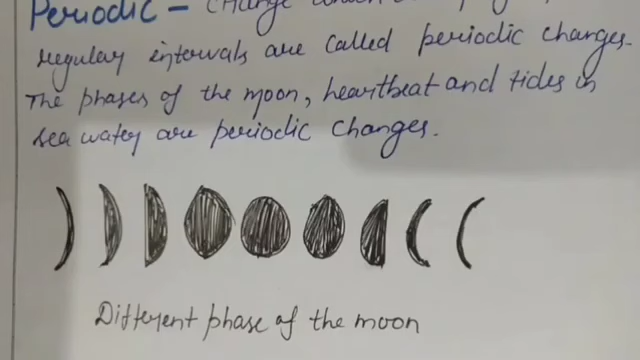 Periodic - Change
regular intervals are called periodic changes.
The phases of the moon, heartbeat and tides in
sea water are periodic changes.
Different phase of the moon